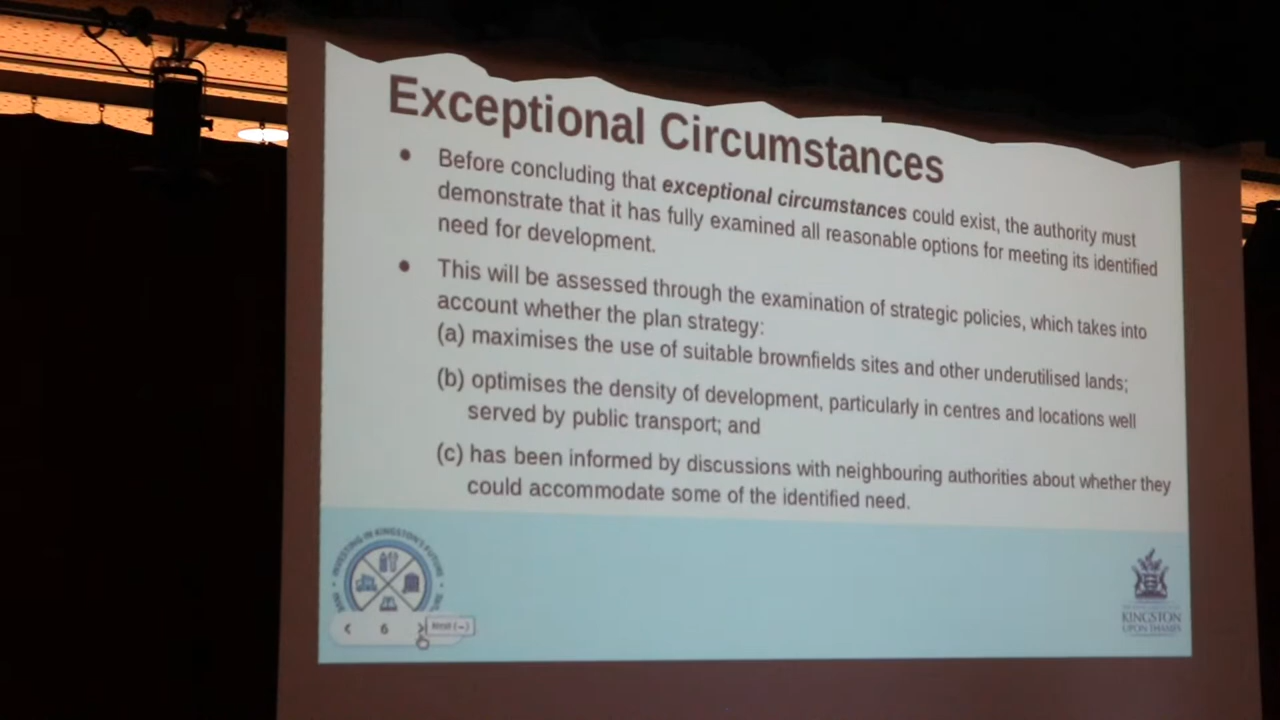 Exceptional Circumstances
• Before concluding that exceptional circumstances could exist, the authority must
demonstrate that it has fully examined all reasonable options for meeting its identified
need for development.
• This will be assessed through the examination of strategic policies, which takes into
account whether the plan strategy:
(a) maximises the use of suitable brownfields sites and other underutilised lands;
(b) optimises the density of development, particularly in centres and locations well
served by public transport; and
(c) has been informed by discussions with neighbouring authorities about whether they
could accommodate some of the identified need.
INVESTING IN KINGSTON'S FUTURE
6
Next (→)
KINGSTON
UPON THAMES